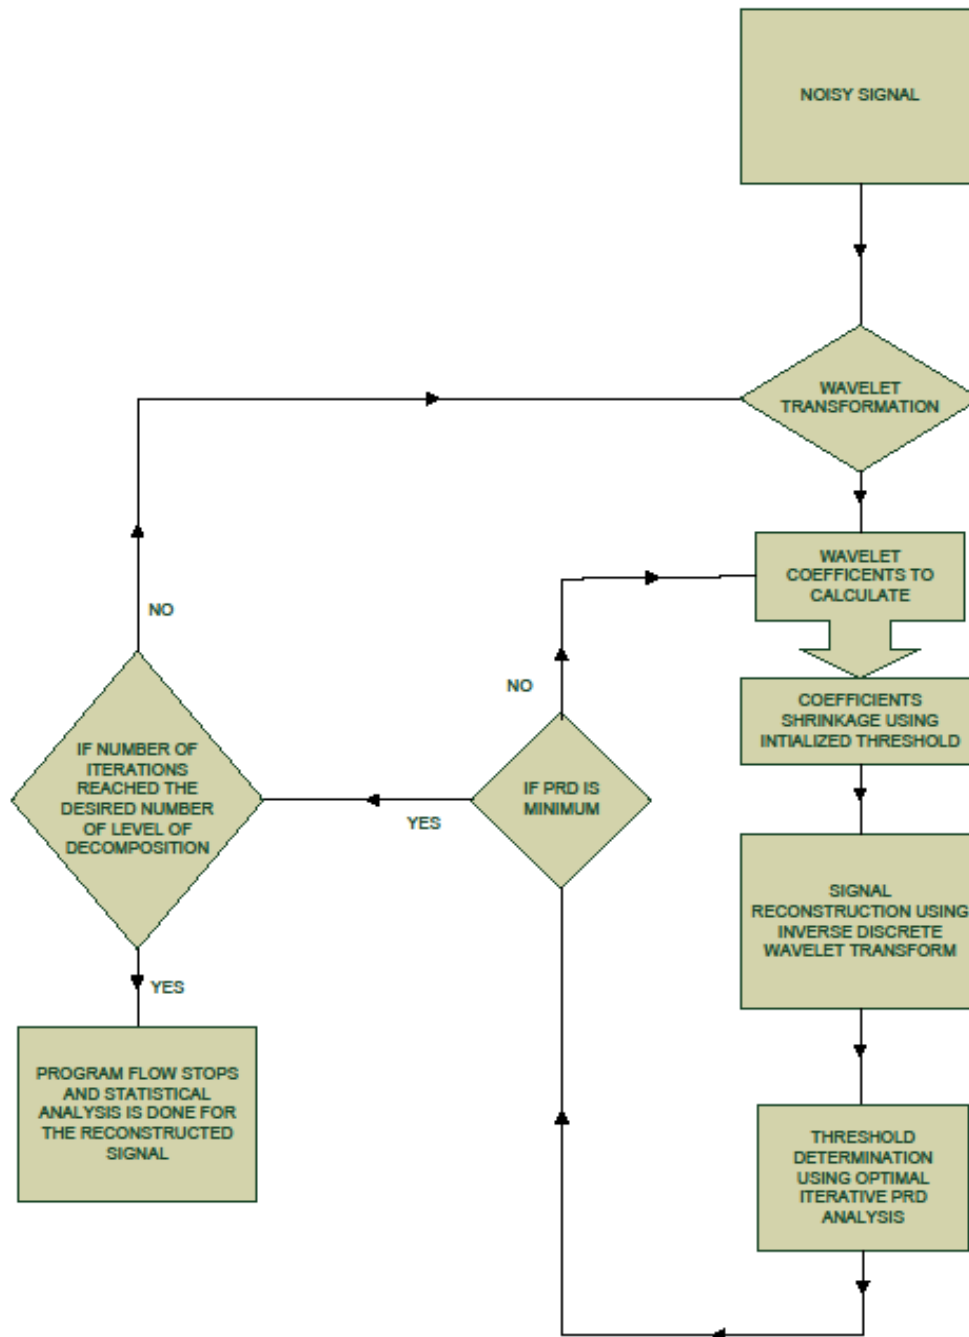 NOISY SIGNAL
WAVELET
TRANSFORMATION
WAVELET
COEFFICENTS TO
CALCULATE
COEFFICIENTS
SHRINKAGE USING
INTIALIZED THRESHOLD
SIGNAL
RECONSTRUCTION USING
INVERSE DISCRETE
WAVELET TRANSFORM
THRESHOLD
DETERMINATION
USING OPTIMAL
ITERATIVE PRD
ANALYSIS
IF PRD IS
MINIMUM
NO
YES
IF NUMBER OF
ITERATIONS
REACHED THE
DESIRED NUMBER
OF LEVEL OF
DECOMPOSITION
NO
YES
PROGRAM FLOW STOPS
AND STATISTICAL
ANALYSIS IS DONE FOR
THE RECONSTRUCTED
SIGNAL